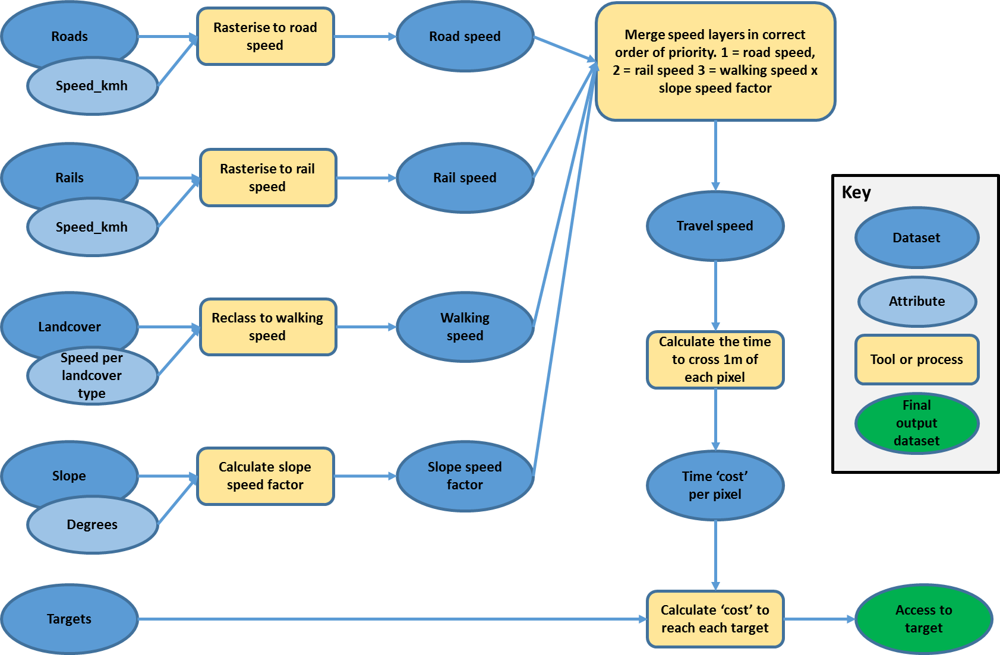 Roads
Speed_kmh
Rasterise to road
speed
Road speed
Merge speed layers in correct
order of priority. 1 = road speed,
2 = rail speed 3 = walking speed x
slope speed factor
Rails
Speed_kmh
Rasterise to rail
speed
Rail speed
Travel speed
Landcover
Speed per
landcover
type
Reclass to walking
speed
Walking
speed
Calculate the time
to cross 1m of
each pixel
Slope
Degrees
Calculate slope
speed factor
Slope speed
factor
Time ‘cost’
per pixel
Targets
Calculate ‘cost’ to
reach each target
Access to
target
Key
Dataset
Attribute
Tool or process
Final
output
dataset